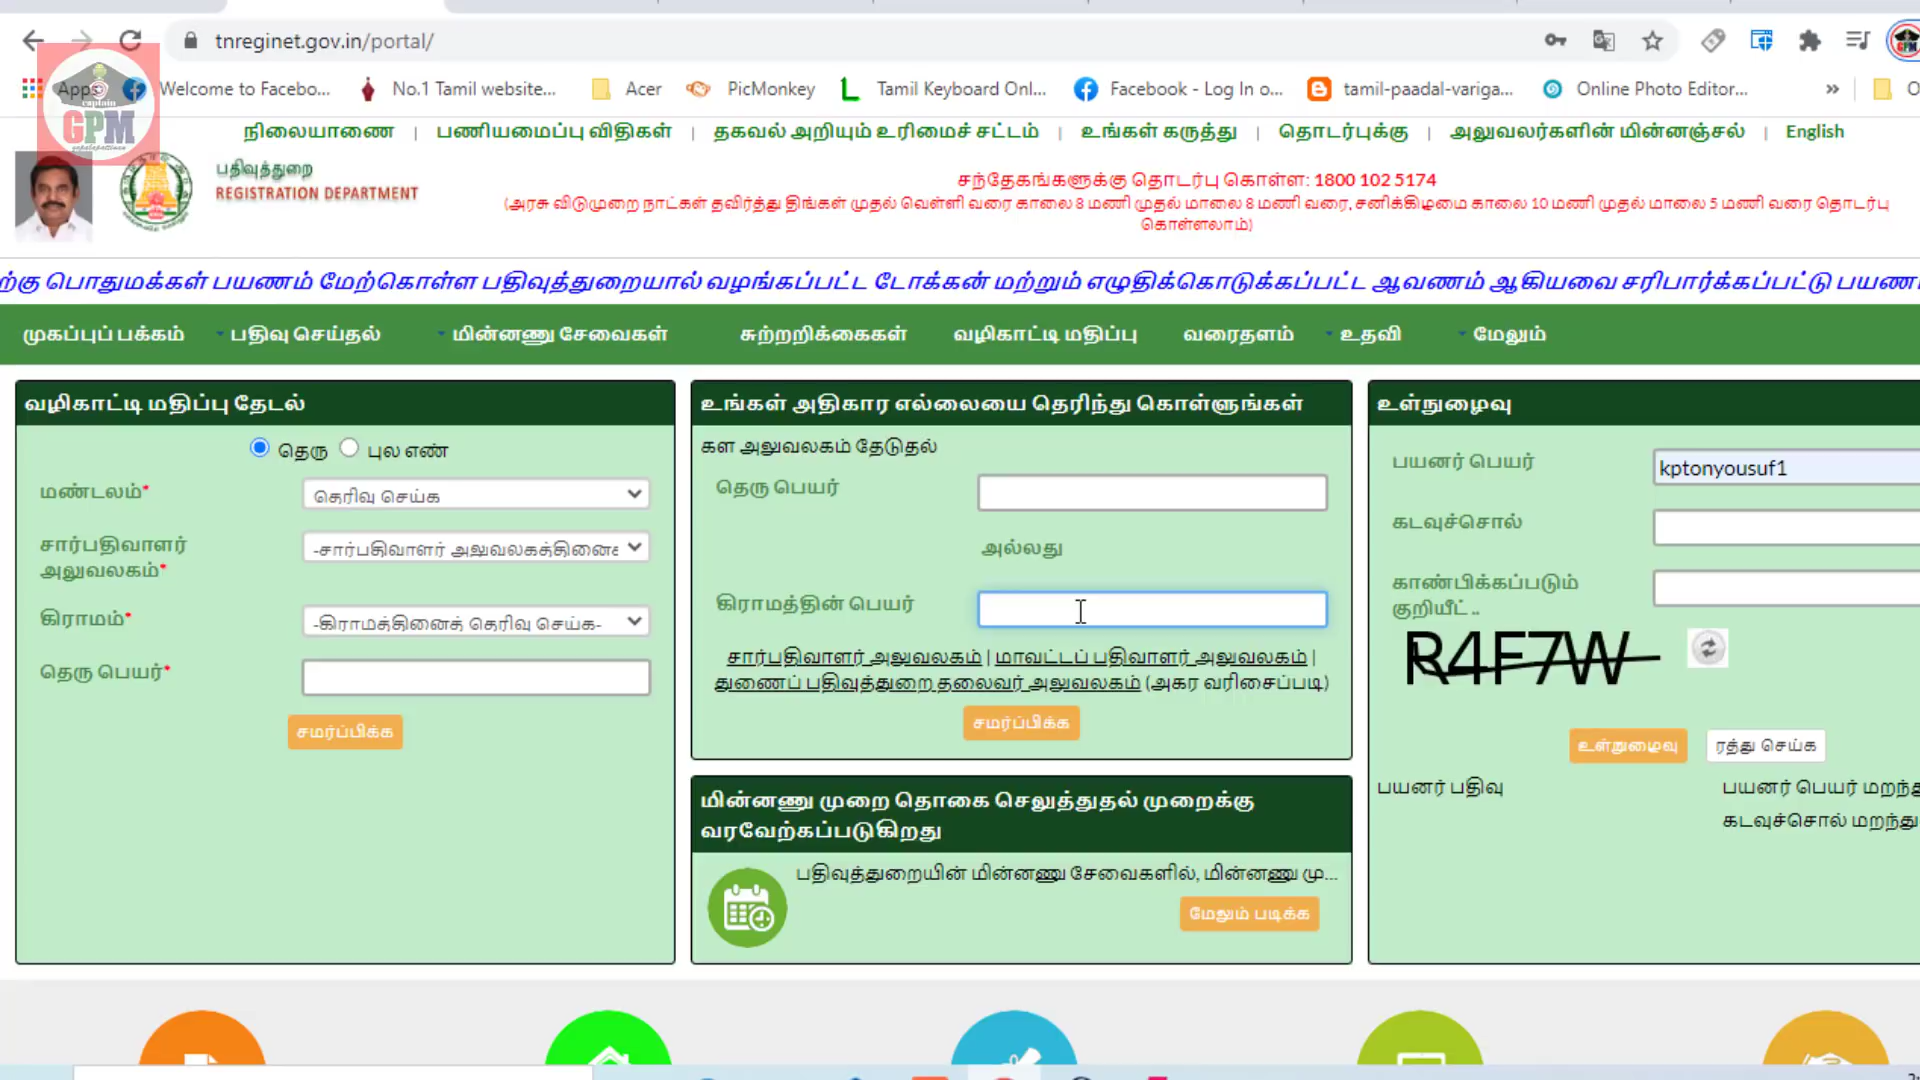 tnreginet.gov.in/portal/
Apps Welcome to Facebo... No.1 Tamil website... Acer PicMonkey Tamil Keyboard Onl... Facebook - Log In o... tamil-paadal-variga... Online Photo Editor... »
captain
GPM
நிலையாணை | பணியமைப்பு விதிகள் | தகவல் அறியும் உரிமைச் சட்டம் | உங்கள் கருத்து | தொடர்புக்கு | அலுவலர்களின் மின்னஞ்சல் | English
பதிவுத்துறை
REGISTRATION DEPARTMENT
சந்தேகங்களுக்கு தொடர்பு கொள்ள: 1800 102 5174
(அரசு விடுமுறை நாட்கள் தவிர்த்து திங்கள் முதல் வெள்ளி வரை காலை 8 மணி முதல் மாலை 8 மணி வரை, சனிக்கிழமை காலை 10 மணி முதல் மாலை 5 மணி வரை தொடர்பு
கொள்ளலாம்)
ற்கு பொதுமக்கள் பயணம் மேற்கொள்ள பதிவுத்துறையால் வழங்கப்பட்ட டோக்கன் மற்றும் எழுதிக்கொடுக்கப்பட்ட ஆவணம் ஆகியவை சரிபார்க்கப்பட்டு பயண
முகப்புப் பக்கம் பதிவு செய்தல் மின்னணு சேவைகள் சுற்றறிக்கைகள் வழிகாட்டி மதிப்பு வரைதளம் உதவி மேலும்
வழிகாட்டி மதிப்பு தேடல்
தெரு புல எண்
மண்டலம்* தெரிவு செய்க
சார்பதிவாளர் அலுவலகம்* -சார்பதிவாளர் அலுவலகத்தினை
கிராமம்* -கிராமத்தினைத் தெரிவு செய்க-
தெரு பெயர்*
சமர்ப்பிக்க
உங்கள் அதிகார எல்லையை தெரிந்து கொள்ளுங்கள்
கள அலுவலகம் தேடுதல்
தெரு பெயர்
அல்லது
கிராமத்தின் பெயர்
சார்பதிவாளர் அலுவலகம் | மாவட்டப் பதிவாளர் அலுவலகம் |
துணைப் பதிவுத்துறை தலைவர் அலுவலகம் (அகர வரிசைப்படி)
சமர்ப்பிக்க
மின்னணு முறை தொகை செலுத்துதல் முறைக்கு
வரவேற்கப்படுகிறது
பதிவுத்துறையின் மின்னணு சேவைகளில், மின்னணு மு...
மேலும் படிக்க
உள்நுழைவு
பயனர் பெயர் kptonyousuf1
கடவுச்சொல்
காண்பிக்கப்படும்
குறியீட் ..
R4F7W
உள்நுழைவு ரத்து செய்க
பயனர் பதிவு பயனர் பெயர் மறந்து
கடவுச்சொல் மறந்து